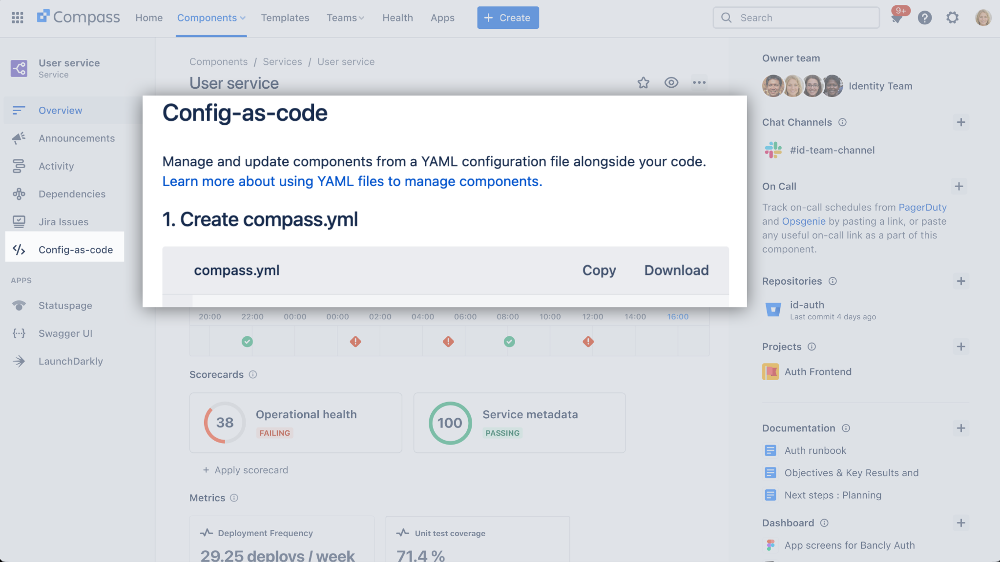 Compass
Home
Components
Templates
Teams
Health
Apps
+ Create
Search
9+
User service
Service
Overview
Announcements
Activity
Dependencies
Jira Issues
Config-as-code
APPS
Statuspage
Swagger UI
LaunchDarkly
Components / Services / User service
User service
Config-as-code
Manage and update components from a YAML configuration file alongside your code.
Learn more about using YAML files to manage components.
1. Create compass.yml
compass.yml
Copy
Download
20:00 22:00 00:00 00:00 02:00 04:00 06:00 08:00 10:00 12:00 14:00 16:00
Scorecards
38
Operational health
FAILING
100
Service metadata
PASSING
+ Apply scorecard
Metrics
Deployment Frequency
29.25 deploys / week
Unit test coverage
71.4 %
Owner team
Identity Team
Chat Channels
#id-team-channel
On Call
Track on-call schedules from PagerDuty
and Opsgenie by pasting a link, or paste
any useful on-call link as a part of this
component.
Repositories
id-auth
Last commit 4 days ago
Projects
Auth Frontend
Documentation
Auth runbook
Objectives & Key Results and
Next steps : Planning
Dashboard
App screens for Bancly Auth